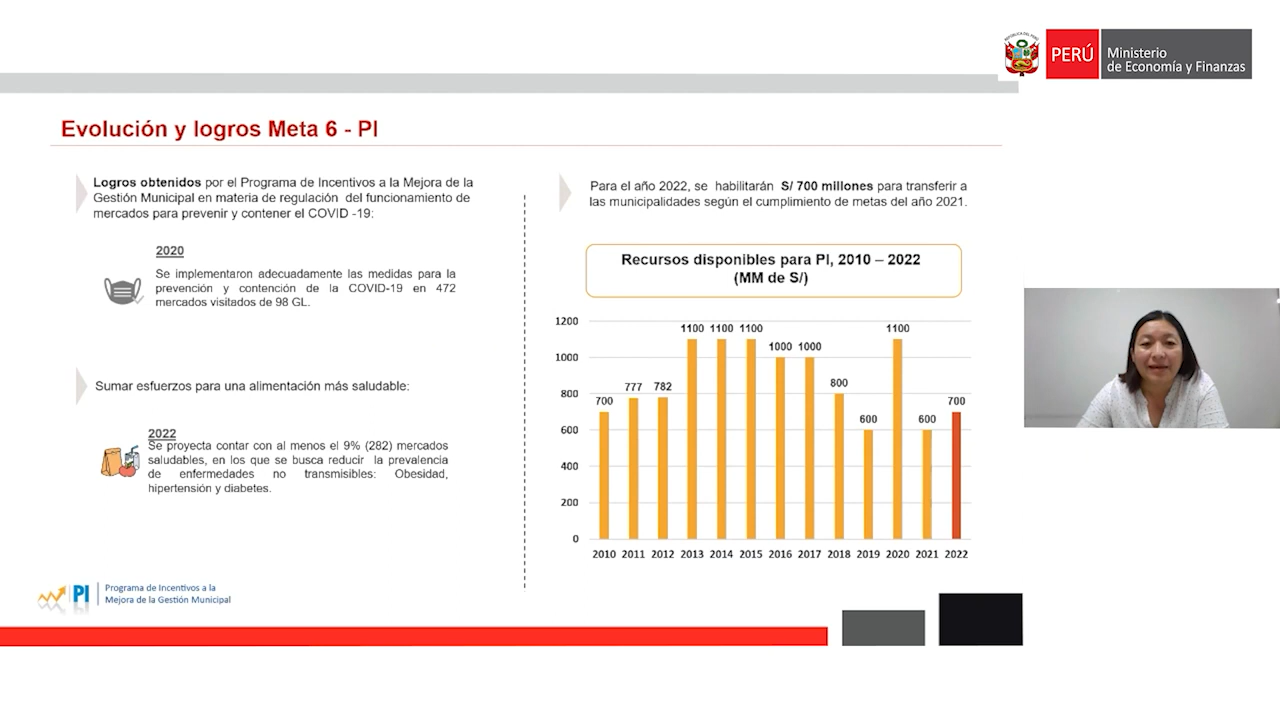 PERÚ
Ministerio
de Economía y Finanzas
Evolución y logros Meta 6 - PI
Logros obtenidos por el Programa de Incentivos a la Mejora de la
Gestión Municipal en materia de regulación del funcionamiento de
mercados para prevenir y contener el COVID -19:
2020
Se implementaron adecuadamente las medidas para la
prevención y contención de la COVID-19 en 472
mercados visitados de 98 GL.
Sumar esfuerzos para una alimentación más saludable:
2022
Se proyecta contar con al menos el 9% (282) mercados
saludables, en los que se busca reducir la prevalencia
de enfermedades no transmisibles: Obesidad,
hipertensión y diabetes.
Para el año 2022, se habilitarán S/ 700 millones para transferir a
las municipalidades según el cumplimiento de metas del año 2021.
Recursos disponibles para PI, 2010 – 2022
(MM de S/)
1200
1000
800
600
400
200
0
700
777
782
1100
1100
1100
1000
1000
800
600
1100
600
700
2010 2011 2012 2013 2014 2015 2016 2017 2018 2019 2020 2021 2022
PI
Programa de Incentivos a la
Mejora de la Gestión Municipal